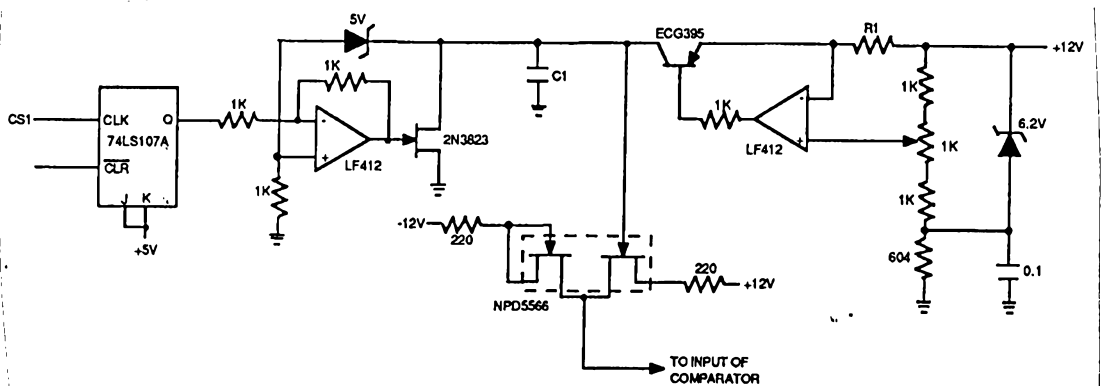 5V
ECG395
R1
+12V
1K
C1
1K
1K
1K
CS1
CLK
Q
74LS107A
CLR
J K
+5V
-
+
LF412
2N3823
1K
-
+
LF412
1K
6.2V
1K
1K
604
0.1
-12V
220
NPD5566
220
+12V
TO INPUT OF
COMPARATOR